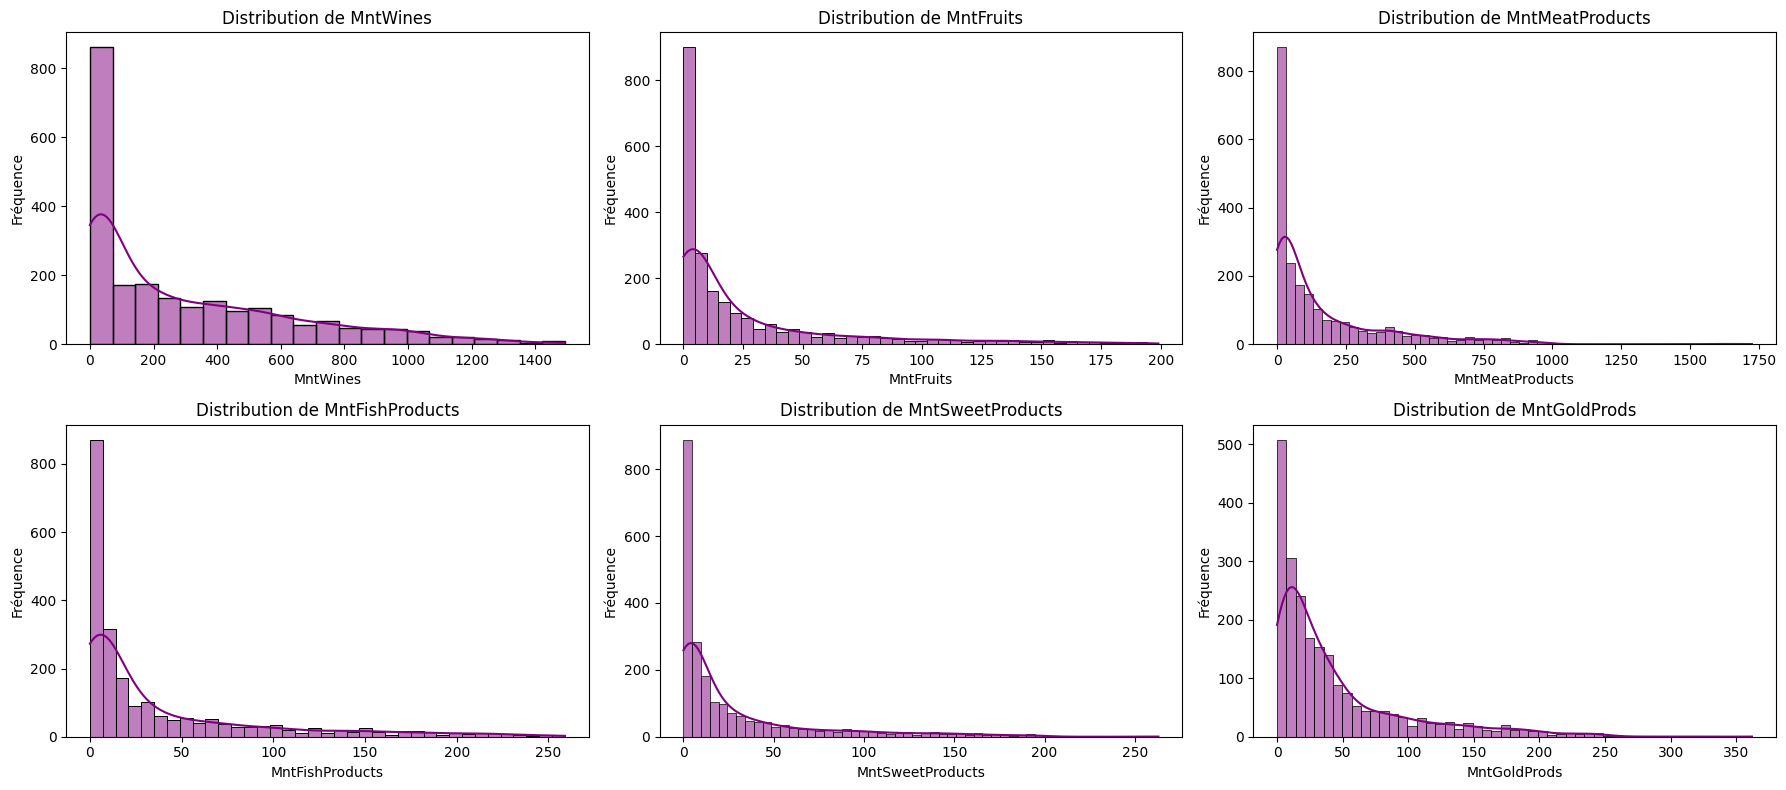 Distribution de MntWines
Fréquence
800
600
400
200
0
0 200 400 600 800 1000 1200 1400
MntWines
Distribution de MntFruits
Fréquence
800
600
400
200
0
0 25 50 75 100 125 150 175 199
MntFruits
Distribution de MntMeatProducts
Fréquence
800
600
400
200
0
0 250 500 750 1000 1250 1500 1750
MntMeatProducts
Distribution de MntFishProducts
Fréquence
800
600
400
200
0
0 50 100 150 200 250
MntFishProducts
Distribution de MntSweetProducts
Fréquence
800
600
400
200
0
0 50 100 150 200 250
MntSweetProducts
Distribution de MntGoldProds
Fréquence
500
400
300
200
100
0
0 50 100 150 200 250 300 350
MntGoldProds